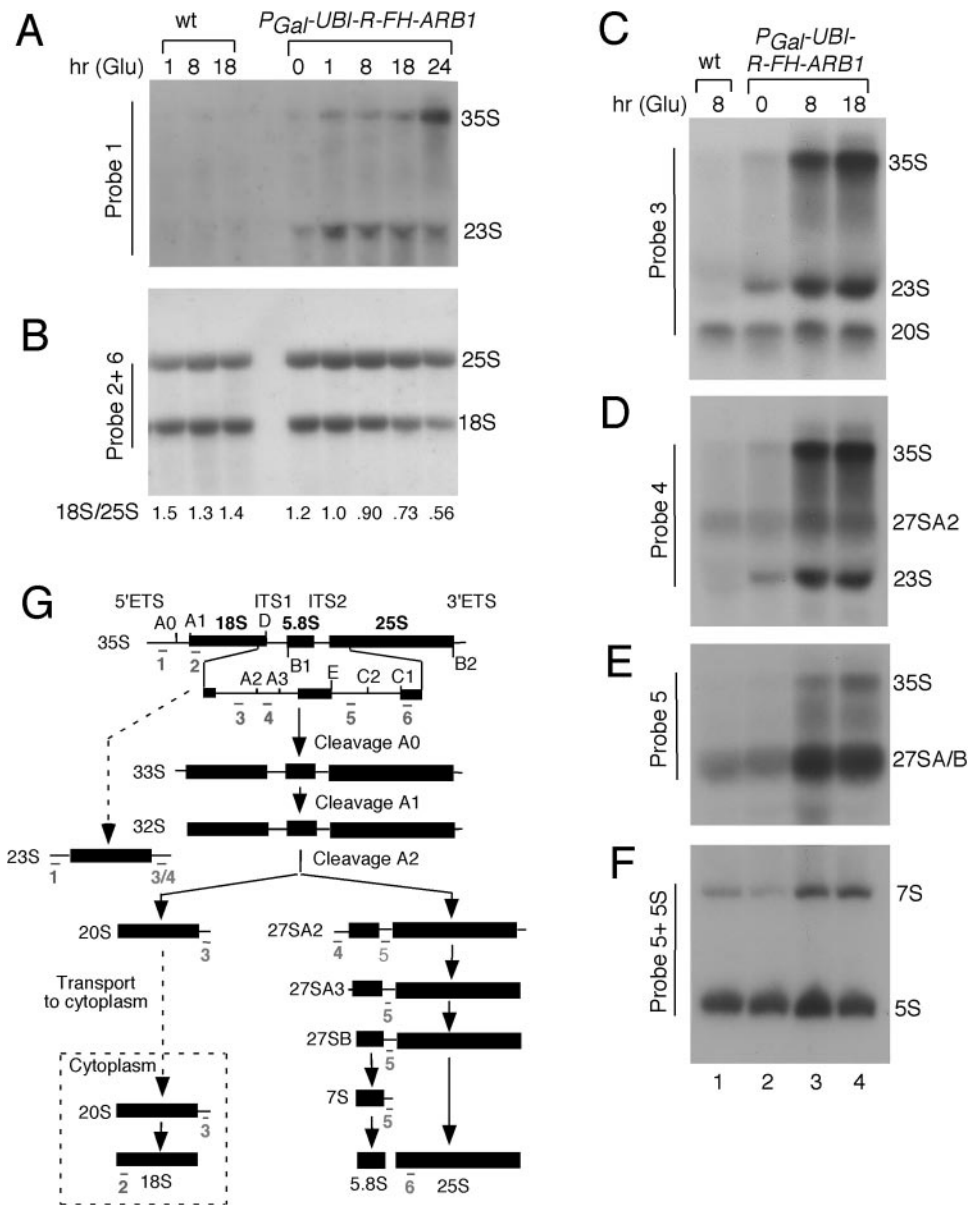 A
wt
PGal-UBI-R-FH-ARB1
hr (Glu) 1 8 18 0 1 8 18 24
Probe 1
35S
23S
B
Probe 2+ 6
25S
18S
18S/25S 1.5 1.3 1.4 1.2 1.0 .90 .73 .56
C
wt
PGal-UBI-
R-FH-ARB1
hr (Glu) 8 0 8 18
Probe 3
35S
23S
20S
D
Probe 4
35S
27SA2
23S
E
Probe 5
35S
27SA/B
F
Probe 5+ 5S
7S
5S
1 2 3 4
G
5'ETS ITS1 ITS2 3'ETS
A0 A1 18S D 5.8S 25S
35S
1 2 B1 B2
A2 A3 E C2 C1
3 4 5 6
Cleavage A0
33S
Cleavage A1
32S
Cleavage A2
23S
1 3/4
20S 27SA2
3 4 5
Transport
to cytoplasm
27SA3
5
27SB
5
Cytoplasm
20S
3
7S
5
2 18S
5.8S 6 25S